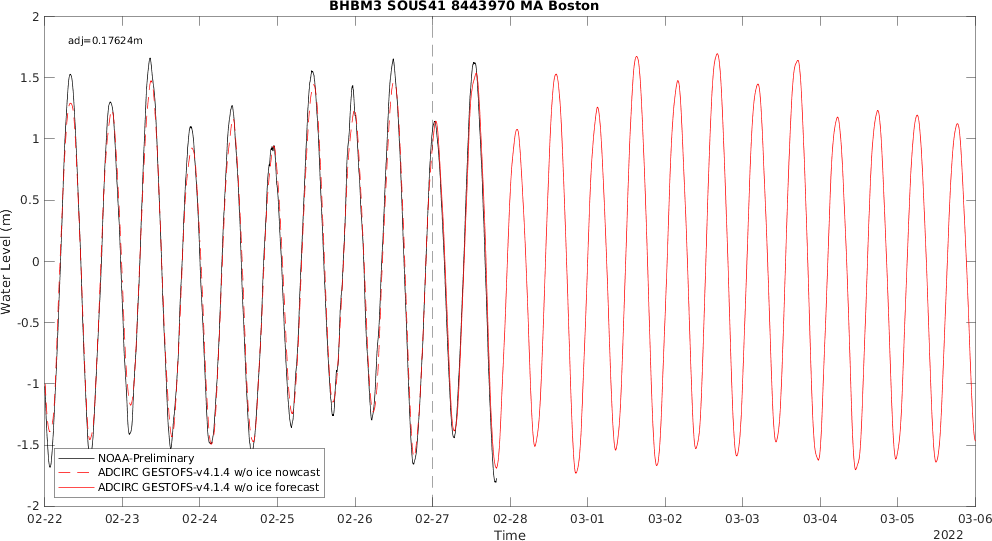 BHBM3 SOUS41 8443970 MA Boston
adj=0.17624m
2
1.5
1
0.5
0
-0.5
-1
-1.5
-2
Water Level (m)
NOAA-Preliminary
ADCIRC GESTOFS-v4.1.4 w/o ice nowcast
ADCIRC GESTOFS-v4.1.4 w/o ice forecast
02-22 02-23 02-24 02-25 02-26 02-27 02-28 03-01 03-02 03-03 03-04 03-05 03-06
Time
2022